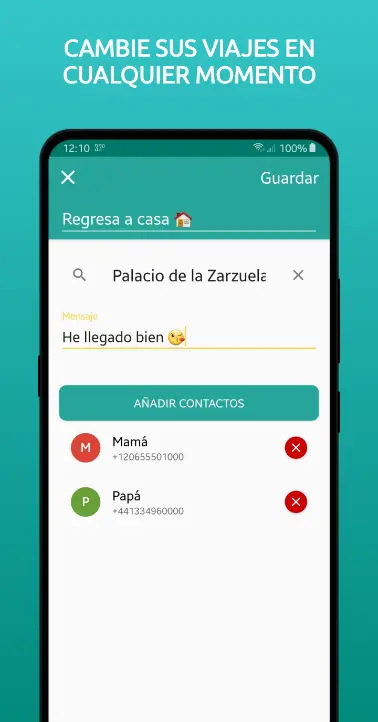 CAMBIE SUS VIAJES EN
CUALQUIER MOMENTO
12:10
100%
Guardar
Regresa a casa 🏠
Palacio de la Zarzuela
Mensaje
He llegado bien 😘
AÑADIR CONTACTOS
M
Mamá
+120655501000
P
Papá
+441334960000